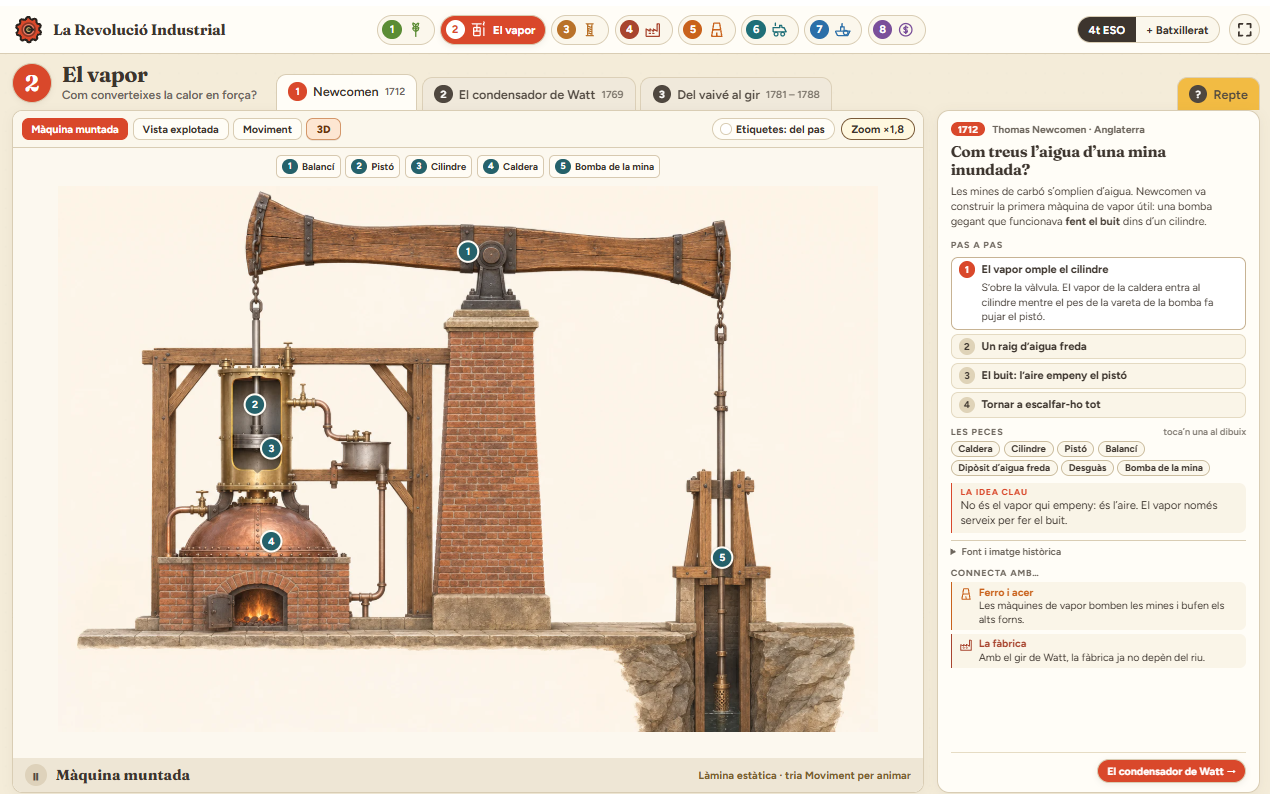 La Revolució Industrial
1
2 El vapor
3
4
5
6
7
8
4t ESO + Batxillerat
2
El vapor
Com converteixes la calor en força?
1 Newcomen 1712
2 El condensador de Watt 1769
3 Del vaivé al gir 1781 – 1788
? Repte
Màquina muntada Vista explotada Moviment 3D
Etiquetes: del pas Zoom ×1,8
1 Balancí 2 Pistó 3 Cilindre 4 Caldera 5 Bomba de la mina
1
2
3
4
5
Màquina muntada
Làmina estàtica · tria Moviment per animar
1712 Thomas Newcomen · Anglaterra
Com treus l’aigua d’una mina
inundada?
Les mines de carbó s’omplien d’aigua. Newcomen va
construir la primera màquina de vapor útil: una bomba
gegant que funcionava fent el buit dins d’un cilindre.
PAS A PAS
1 El vapor omple el cilindre
S’obre la vàlvula. El vapor de la caldera entra al
cilindre mentre el pes de la vareta de la bomba fa
pujar el pistó.
2 Un raig d’aigua freda
3 El buit: l’aire empeny el pistó
4 Tornar a escalfar-ho tot
LES PECES toca’n una al dibuix
Caldera Cilindre Pistó Balancí
Dipòsit d’aigua freda Desguàs Bomba de la mina
LA IDEA CLAU
No és el vapor qui empeny: és l’aire. El vapor només
serveix per fer el buit.
Font i imatge històrica
CONNECTA AMB…
Ferro i acer
Les màquines de vapor bomben les mines i bufen els
alts forns.
La fàbrica
Amb el gir de Watt, la fàbrica ja no depèn del riu.
El condensador de Watt →